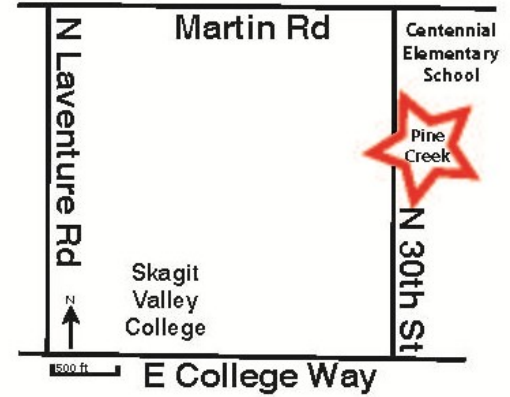 Martin Rd
N Laventure Rd
Centennial
Elementary
School
Pine
Creek
N 30th St
Skagit
Valley
College
N
500 ft
E College Way